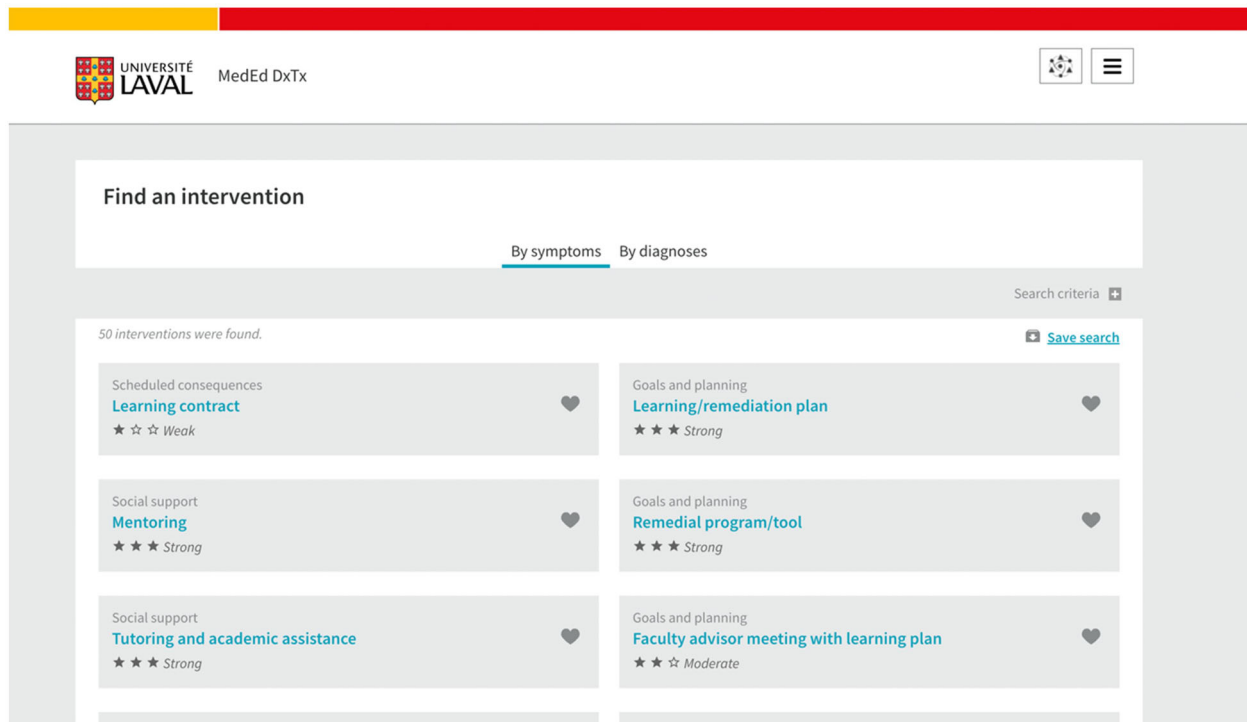 UNIVERSITÉ
LAVAL
MedEd DxTx
Find an intervention
By symptoms By diagnoses
Search criteria
50 interventions were found.
Save search
Scheduled consequences
Learning contract
Weak
Goals and planning
Learning/remediation plan
Strong
Social support
Mentoring
Strong
Goals and planning
Remedial program/tool
Strong
Social support
Tutoring and academic assistance
Strong
Goals and planning
Faculty advisor meeting with learning plan
Moderate